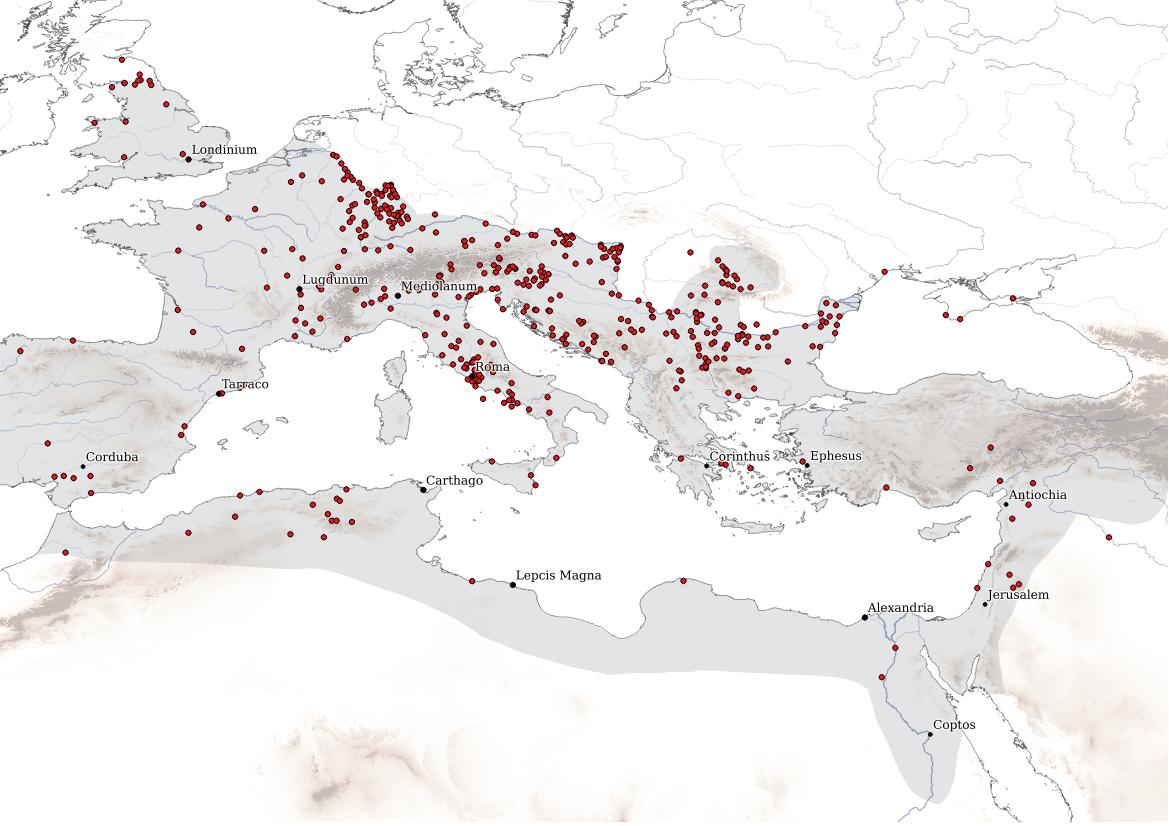 Londinium
Lugdunum
Mediolanum
Roma
Tarraco
Corduba
Corinthus
Ephesus
Carthago
Antiochia
Lepcis Magna
Jerusalem
Alexandria
Coptos